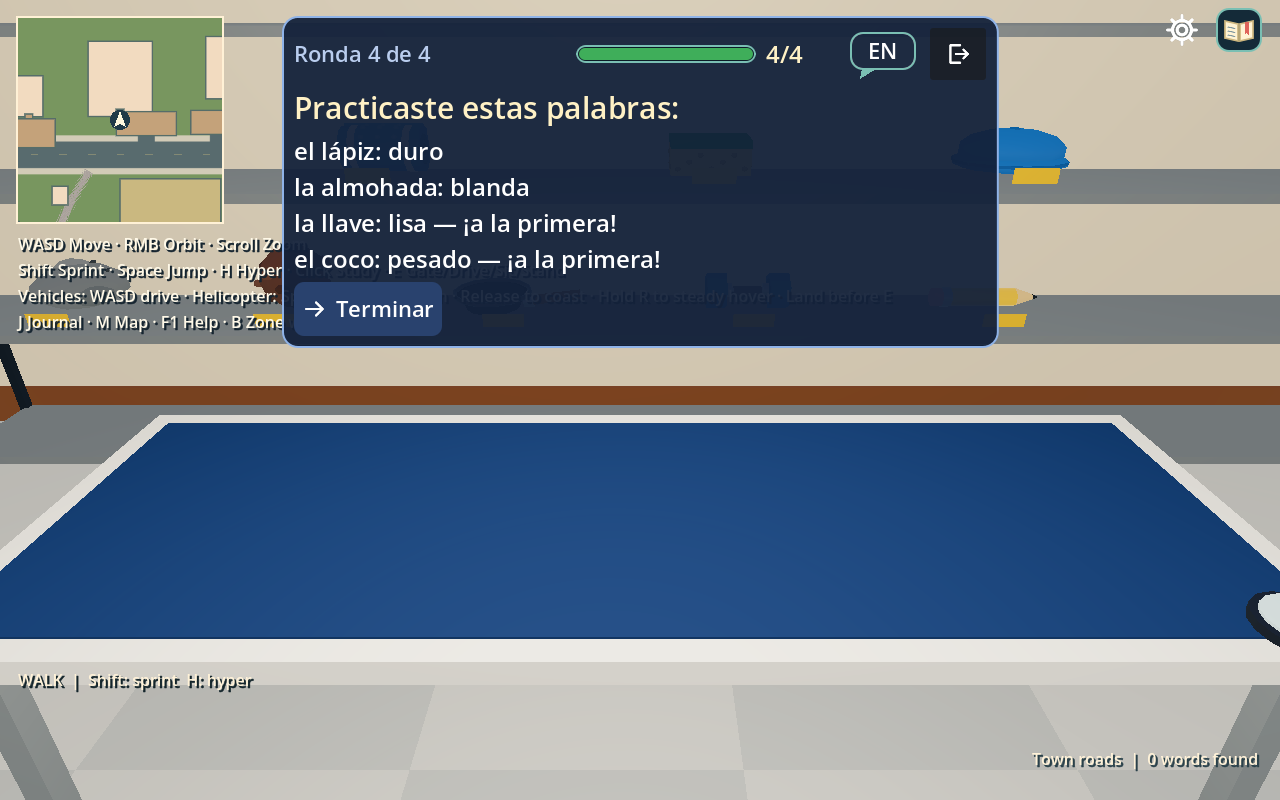 Ronda 4 de 4
4/4
EN
Practicaste estas palabras:
el lápiz: duro
la almohada: blanda
la llave: lisa — ¡a la primera!
el coco: pesado — ¡a la primera!
→ Terminar
WASD Move · RMB Orbit · Scroll Zoom
Shift Sprint · Space Jump · H Hyper · Click Study · E
Vehicles: WASD drive · Helicopter: Release to coast · Hold R to steady hover · Land before E
J Journal · M Map · F1 Help · B Zone
WALK | Shift: sprint H: hyper
Town roads | 0 words found